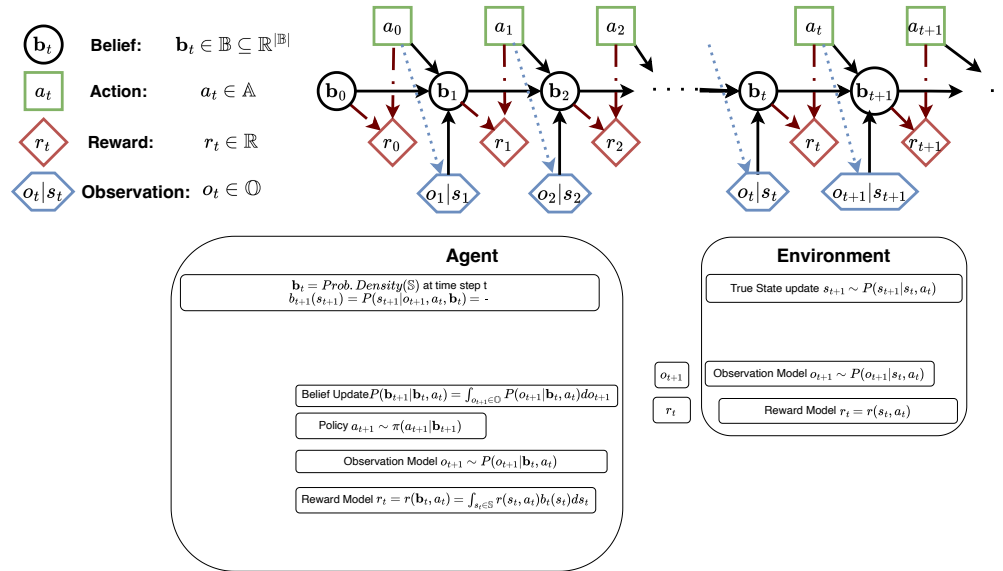 b_t Belief: b_t ∈ 𝔹 ⊆ ℝ^{|𝔹|}
a_t Action: a_t ∈ 𝔸
r_t Reward: r_t ∈ ℝ
o_t|s_t Observation: o_t ∈ 𝕆
a_0 a_1 a_2 a_t a_{t+1}
b_0 b_1 b_2 ...... b_t b_{t+1} .
r_0 r_1 r_2 r_t r_{t+1}
o_1|s_1 o_2|s_2 o_t|s_t o_{t+1}|s_{t+1}
Agent
b_t = Prob. Density(𝕊) at time step t
b_{t+1}(s_{t+1}) = P(s_{t+1}|o_{t+1}, a_t, b_t) = -
Belief Update P(b_{t+1}|b_t, a_t) = ∫_{o_{t+1}∈𝕆} P(o_{t+1}|b_t, a_t)do_{t+1}
Policy a_{t+1} ∼ π(a_{t+1}|b_{t+1})
Observation Model o_{t+1} ∼ P(o_{t+1}|b_t, a_t)
Reward Model r_t = r(b_t, a_t) = ∫_{s_t∈𝕊} r(s_t, a_t)b_t(s_t)ds_t
o_{t+1}
r_t
Environment
True State update s_{t+1} ∼ P(s_{t+1}|s_t, a_t)
Observation Model o_{t+1} ∼ P(o_{t+1}|s_t, a_t)
Reward Model r_t = r(s_t, a_t)